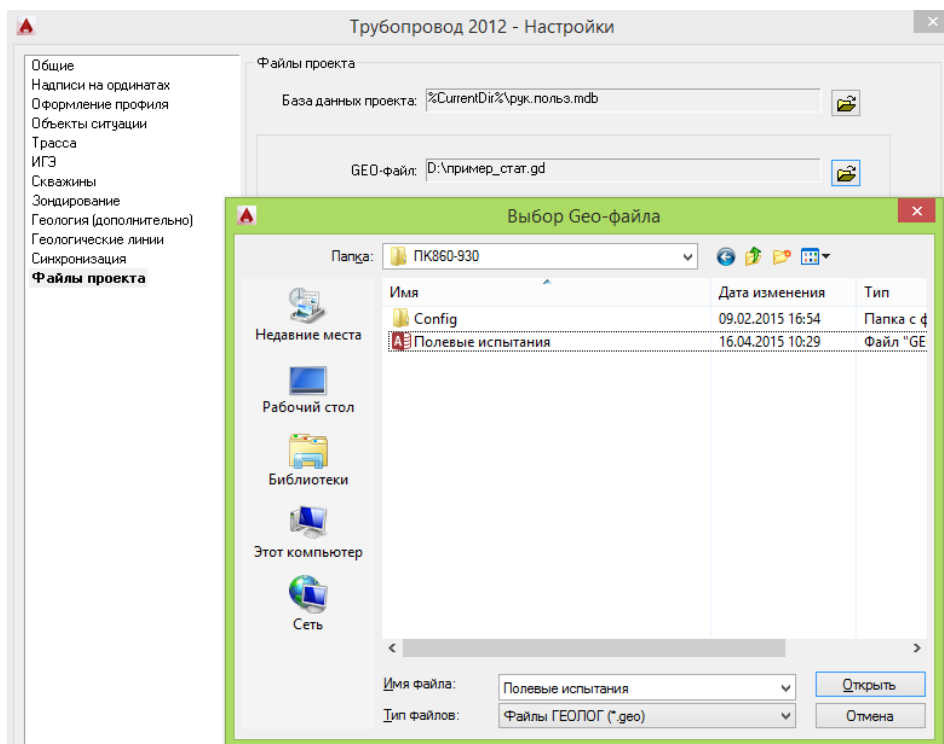 Трубопровод 2012 - Настройки
Общие
Надписи на ординатах
Оформление профиля
Объекты ситуации
Трасса
ИГЭ
Скважины
Зондирование
Геология (дополнительно)
Геологические линии
Синхронизация
Файлы проекта
Файлы проекта
База данных проекта: %CurrentDir%\рук.польз.mdb
GEO-файл: D:\пример_стат.gd
Выбор Geo-файла
Папка: ПК860-930
Имя Дата изменения Тип
Config 09.02.2015 16:54 Папка с ф
Полевые испытания 16.04.2015 10:29 Файл "GE
Недавние места
Рабочий стол
Библиотеки
Этот компьютер
Сеть
Имя файла: Полевые испытания Открыть
Тип файлов: Файлы ГЕОЛОГ (*.geo) Отмена